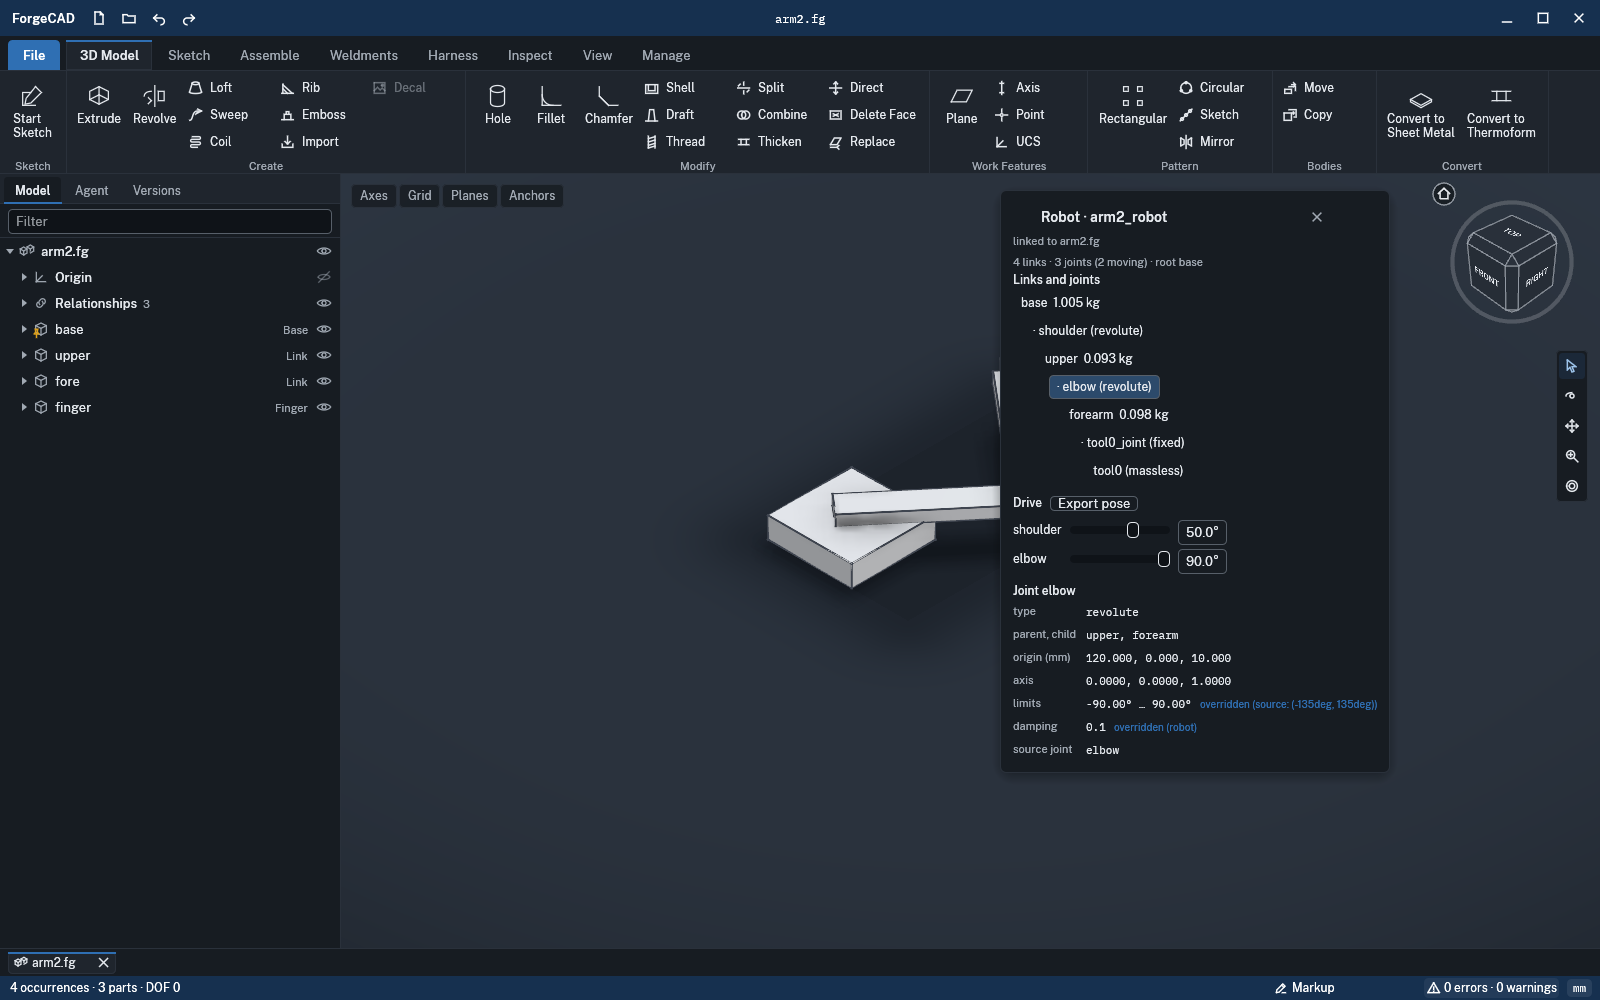 ForgeCAD
arm2.fg
File 3D Model Sketch Assemble Weldments Harness Inspect View Manage
Start Sketch
Sketch
Extrude Revolve
Loft Rib Decal
Sweep Emboss
Coil Import
Create
Hole Fillet Chamfer
Shell Split Direct
Draft Combine Delete Face
Thread Thicken Replace
Modify
Plane
Axis
Point
UCS
Work Features
Rectangular
Circular
Sketch
Mirror
Pattern
Move
Copy
Bodies
Convert to Sheet Metal
Convert to Thermoform
Convert
Model Agent Versions
Filter
arm2.fg
Origin
Relationships 3
base Base
upper Link
fore Link
finger Finger
Axes Grid Planes Anchors
Robot · arm2_robot
linked to arm2.fg
4 links · 3 joints (2 moving) · root base
Links and joints
base 1.005 kg
· shoulder (revolute)
upper 0.093 kg
· elbow (revolute)
forearm 0.098 kg
· tool0_joint (fixed)
tool0 (massless)
Drive Export pose
shoulder 50.0°
elbow 90.0°
Joint elbow
type revolute
parent, child upper, forearm
origin (mm) 120.000, 0.000, 10.000
axis 0.0000, 0.0000, 1.0000
limits -90.00° … 90.00° overridden (source: (-135deg, 135deg))
damping 0.1 overridden (robot)
source joint elbow
TOP
FRONT
RIGHT
arm2.fg
4 occurrences · 3 parts · DOF 0
Markup
0 errors · 0 warnings
mm